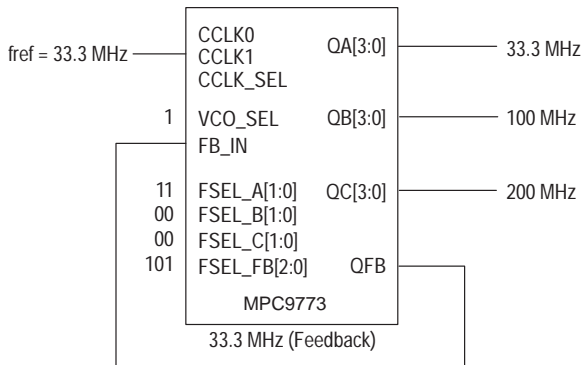 fref = 33.3 MHz
CCLK0
CCLK1
CCLK_SEL
QA[3:0]
33.3 MHz
1
VCO_SEL
QB[3:0]
100 MHz
FB_IN
11
FSEL_A[1:0]
QC[3:0]
200 MHz
00
FSEL_B[1:0]
00
FSEL_C[1:0]
101
FSEL_FB[2:0]
QFB
MPC9773
33.3 MHz (Feedback)